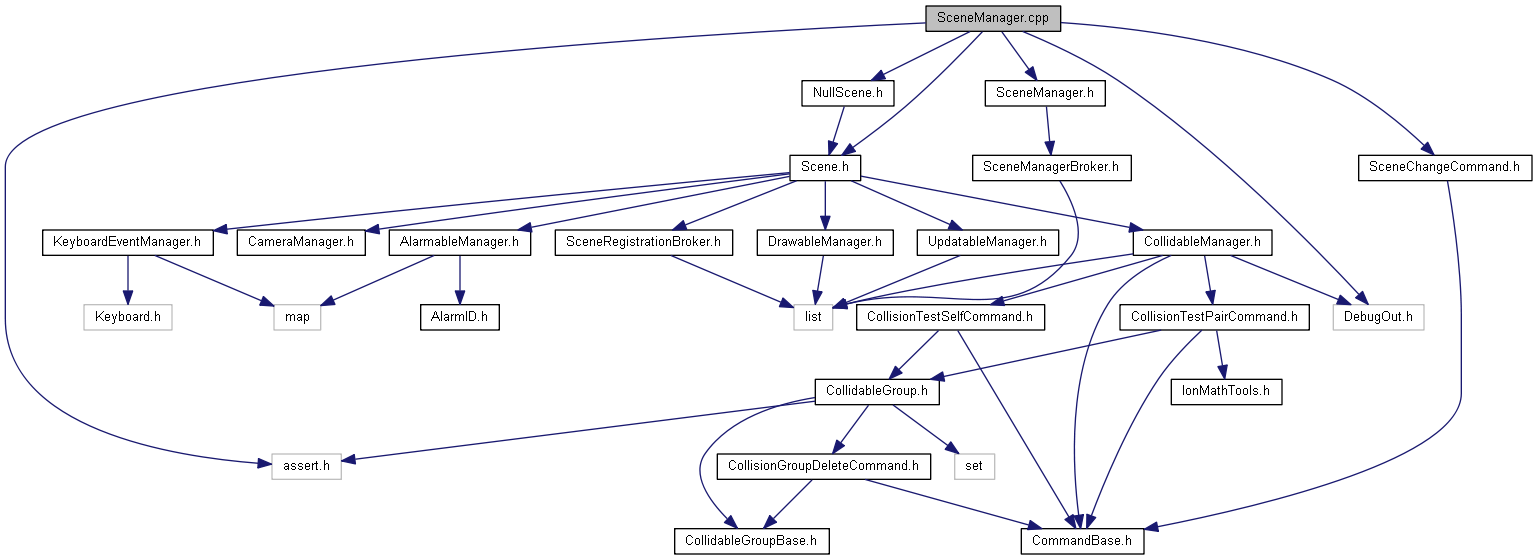 SceneManager.cpp
NullScene.h
SceneManager.h
Scene.h
SceneManagerBroker.h
SceneChangeCommand.h
KeyboardEventManager.h
CameraManager.h
AlarmableManager.h
SceneRegistrationBroker.h
DrawableManager.h
UpdatableManager.h
CollidableManager.h
Keyboard.h
map
AlarmID.h
list
CollisionTestSelfCommand.h
CollisionTestPairCommand.h
DebugOut.h
CollidableGroup.h
IonMathTools.h
assert.h
CollisionGroupDeleteCommand.h
set
CollidableGroupBase.h
CommandBase.h